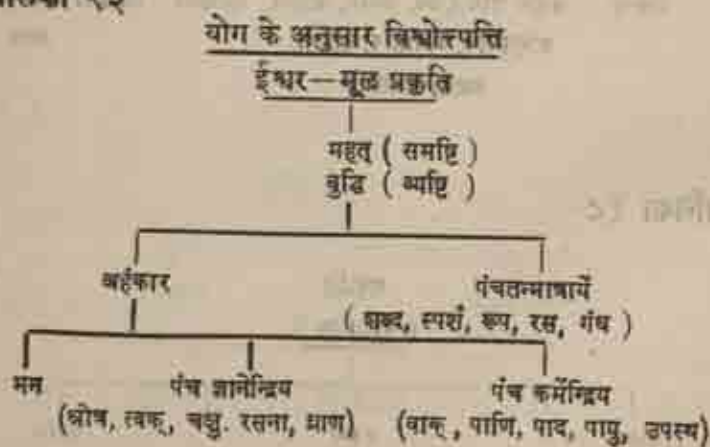 योग के अनुसार विश्वोत्पत्ति
ईश्वर—मूल प्रकृति
महत् ( समष्टि )
बुद्धि ( व्यष्टि )
अहंकार पंचतन्मात्रायें
( शब्द, स्पर्श, रूप, रस, गंध )
मन पंच ज्ञानेन्द्रिय पंच कर्मेन्द्रिय
(श्रोत्र, त्वक्, चक्षु. रसना, घ्राण) (वाक्, पाणि, पाद, पायु, उपस्थ)